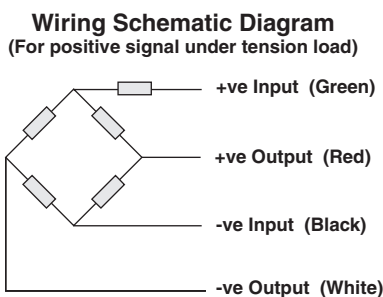 Wiring Schematic Diagram
(For positive signal under tension load)
+ve Input (Green)
+ve Output (Red)
-ve Input (Black)
-ve Output (White)